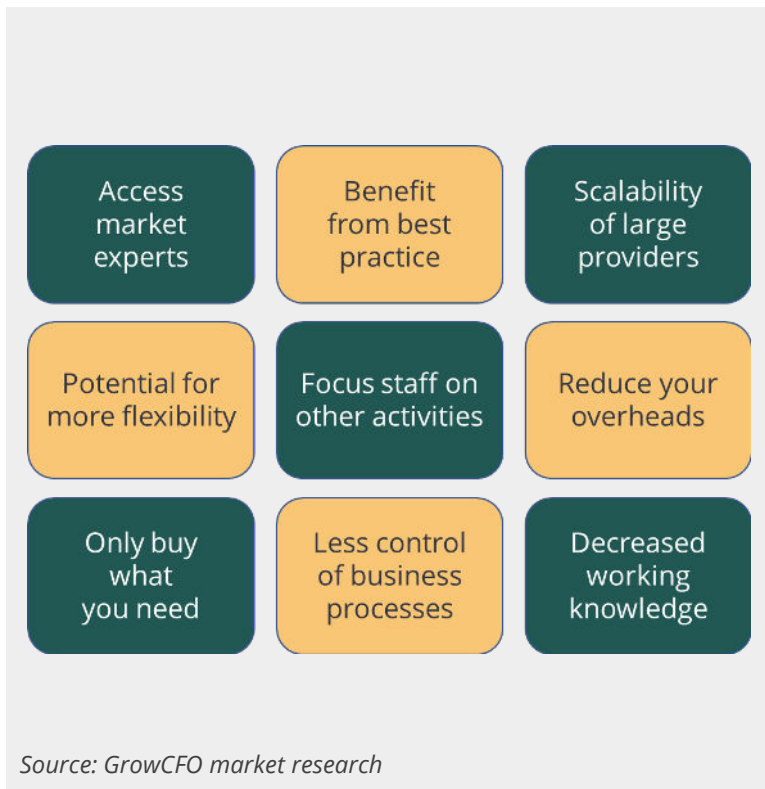 Access
market
experts
Benefit
from best
practice
Scalability
of large
providers
Potential for
more flexibility
Focus staff on
other activities
Reduce your
overheads
Only buy
what
you need
Less control
of business
processes
Decreased
working
knowledge
Source: GrowCFO market research